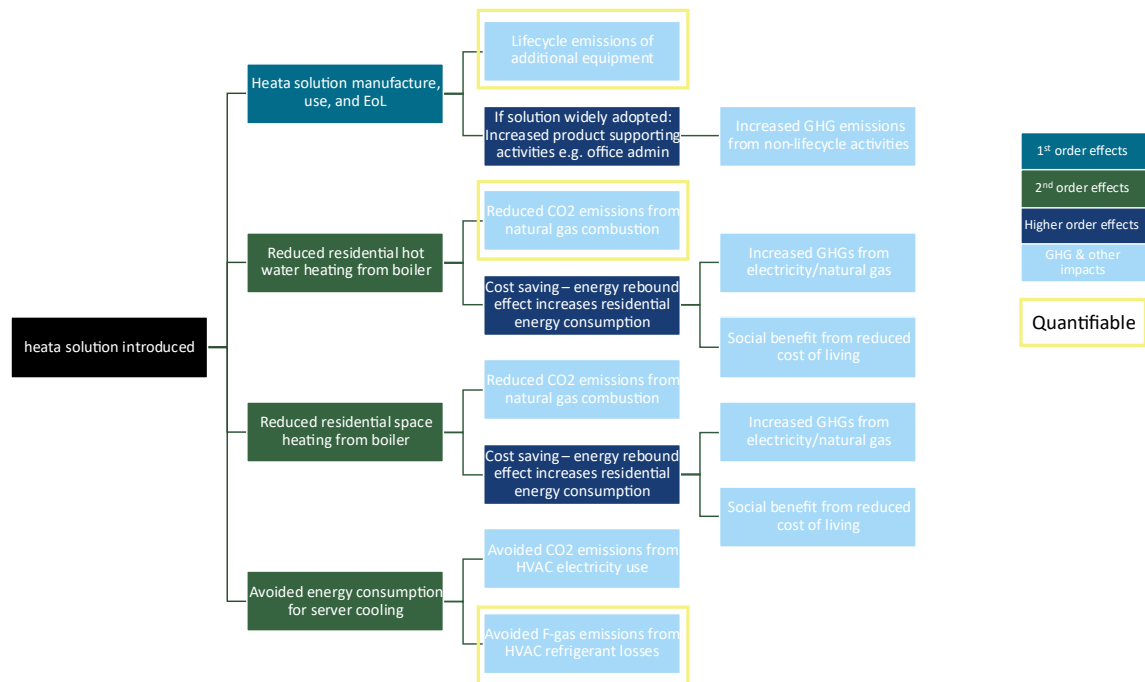 Lifecycle emissions of
additional equipment
Heata solution manufacture,
use, and EoL
If solution widely adopted:
Increased product supporting
activities e.g. office admin
Increased GHG emissions
from non-lifecycle activities
1st order effects
2nd order effects
Higher order effects
GHG & other
impacts
Quantifiable
Reduced CO2 emissions from
natural gas combustion
Reduced residential hot
water heating from boiler
Cost saving – energy rebound
effect increases residential
energy consumption
Increased GHGs from
electricity/natural gas
Social benefit from reduced
cost of living
heata solution introduced
Reduced CO2 emissions from
natural gas combustion
Reduced residential space
heating from boiler
Cost saving – energy rebound
effect increases residential
energy consumption
Increased GHGs from
electricity/natural gas
Social benefit from reduced
cost of living
Avoided CO2 emissions from
HVAC electricity use
Avoided energy consumption
for server cooling
Avoided F-gas emissions from
HVAC refrigerant losses